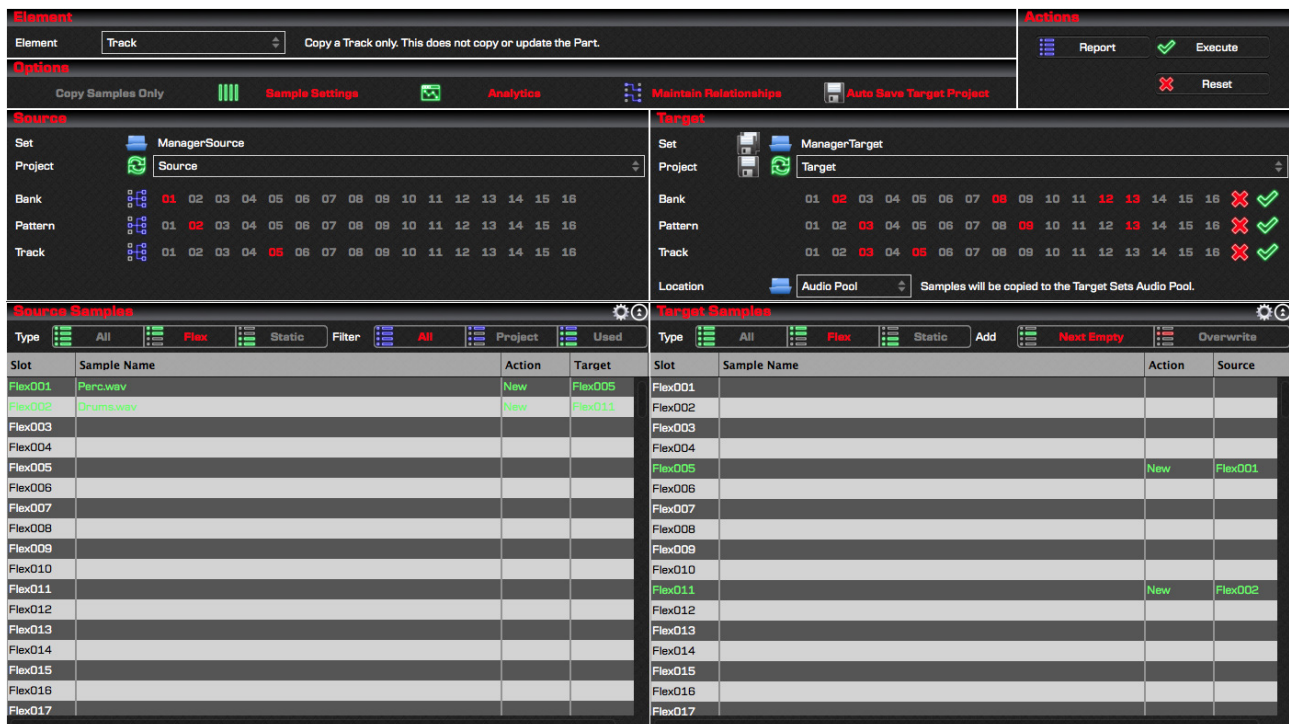 Element
Element Track Copy a Track only. This does not copy or update the Part.
Actions
Report Execute
Reset
Options
Copy Samples Only Sample Settings Analytics Maintain Relationships Auto Save Target Project
Source
Set ManagerSource
Project Source
Bank 01 02 03 04 05 06 07 08 09 10 11 12 13 14 15 16
Pattern 01 02 03 04 05 06 07 08 09 10 11 12 13 14 15 16
Track 01 02 03 04 05 06 07 08 09 10 11 12 13 14 15 16
Target
Set ManagerTarget
Project Target
Bank 01 02 03 04 05 06 07 08 09 10 11 12 13 14 15 16
Pattern 01 02 03 04 05 06 07 08 09 10 11 12 13 14 15 16
Track 01 02 03 04 05 06 07 08 09 10 11 12 13 14 15 16
Location Audio Pool Samples will be copied to the Target Sets Audio Pool.
Source Samples
Type All Flex Static Filter All Project Used
Slot Sample Name Action Target
Flex001 Perc.wav New Flex005
Flex002 Drums.wav New Flex011
Flex003
Flex004
Flex005
Flex006
Flex007
Flex008
Flex009
Flex010
Flex011
Flex012
Flex013
Flex014
Flex015
Flex016
Flex017
Target Samples
Type All Flex Static Add Next Empty Overwrite
Slot Sample Name Action Source
Flex001
Flex002
Flex003
Flex004
Flex005 New Flex001
Flex006
Flex007
Flex008
Flex009
Flex010
Flex011 New Flex002
Flex012
Flex013
Flex014
Flex015
Flex016
Flex017